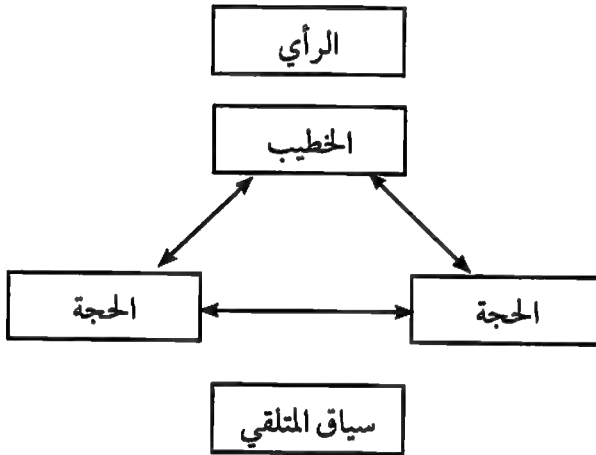 الرأي
الخطيب
الحجة
الحجة
سياق المتلقي